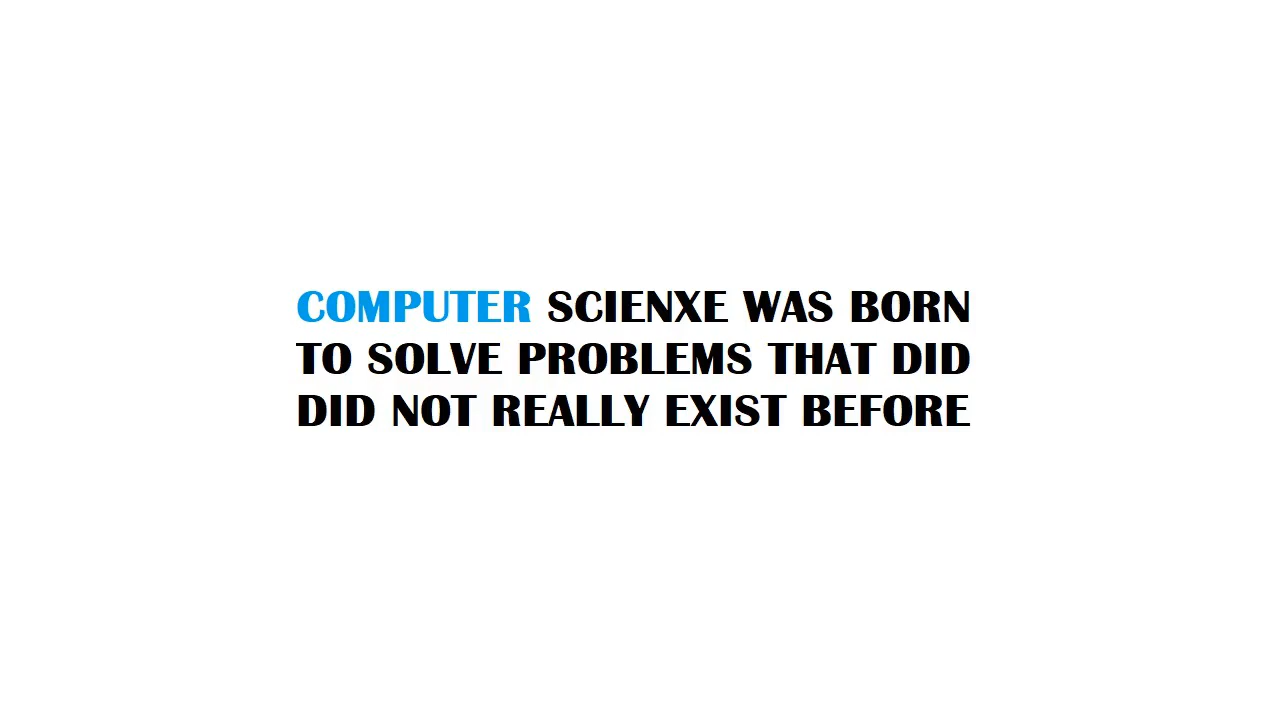 COMPUTER SCIENXE WAS BORN
TO SOLVE PROBLEMS THAT DID
DID NOT REALLY EXIST BEFORE